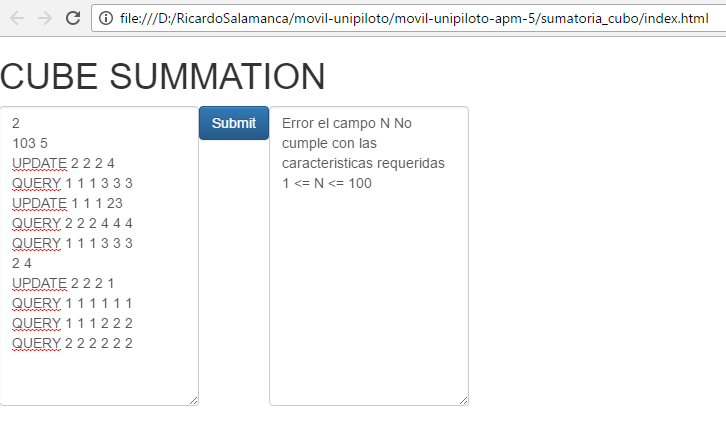 file:///D:/RicardoSalamanca/movil-unipiloto/movil-unipiloto-apm-5/sumatoria_cubo/index.html
CUBE SUMMATION
2
103 5
UPDATE 2 2 2 4
QUERY 1 1 1 3 3 3
UPDATE 1 1 1 23
QUERY 2 2 2 4 4 4
QUERY 1 1 1 3 3 3
2 4
UPDATE 2 2 2 1
QUERY 1 1 1 1 1 1
QUERY 1 1 1 2 2 2
QUERY 2 2 2 2 2 2
Submit
Error el campo N No
cumple con las
caracteristicas requeridas
1 <= N <= 100